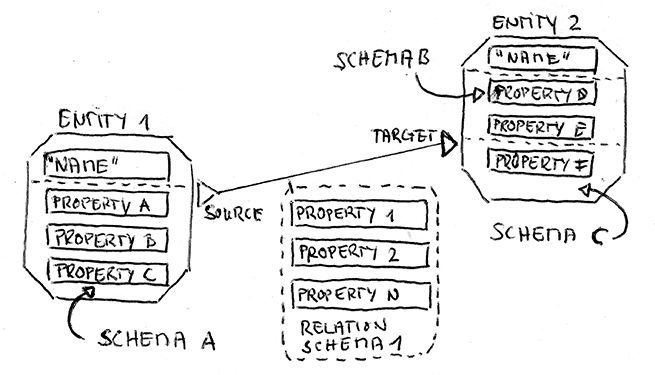 ENTITY 1
"NAME"
PROPERTY A
PROPERTY B
PROPERTY C
SCHEMA A
SOURCE
TARGET
PROPERTY 1
PROPERTY 2
PROPERTY N
RELATION
SCHEMA 1
ENTITY 2
"NAME"
SCHEMA B
PROPERTY D
PROPERTY E
PROPERTY F
SCHEMA C